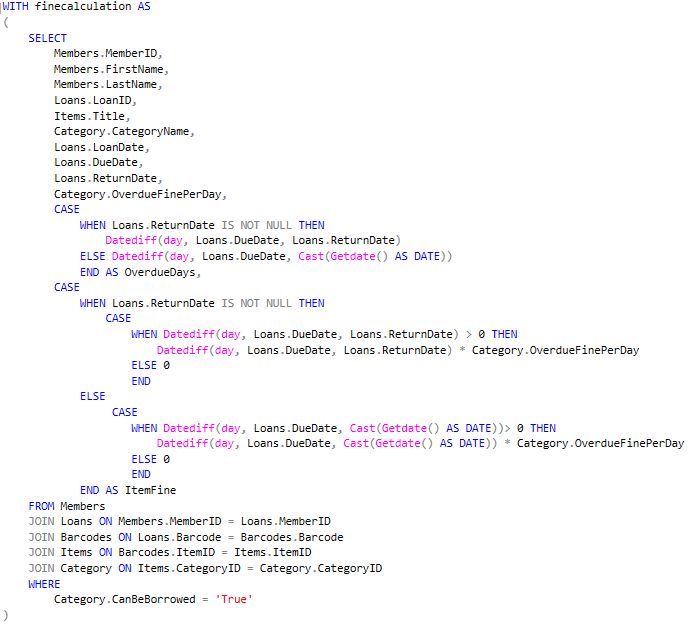 WITH finecalculation AS
(
    SELECT
        Members.MemberID,
        Members.FirstName,
        Members.LastName,
        Loans.LoanID,
        Items.Title,
        Category.CategoryName,
        Loans.LoanDate,
        Loans.DueDate,
        Loans.ReturnDate,
        Category.OverdueFinePerDay,
        CASE
            WHEN Loans.ReturnDate IS NOT NULL THEN
                Datediff(day, Loans.DueDate, Loans.ReturnDate)
            ELSE Datediff(day, Loans.DueDate, Cast(Getdate() AS DATE))
            END AS OverdueDays,
        CASE
            WHEN Loans.ReturnDate IS NOT NULL THEN
                CASE
                    WHEN Datediff(day, Loans.DueDate, Loans.ReturnDate) > 0 THEN
                        Datediff(day, Loans.DueDate, Loans.ReturnDate) * Category.OverdueFinePerDay
                    ELSE 0
                    END
            ELSE
                 CASE
                    WHEN Datediff(day, Loans.DueDate, Cast(Getdate() AS DATE))> 0 THEN
                        Datediff(day, Loans.DueDate, Cast(Getdate() AS DATE)) * Category.OverdueFinePerDay
                    ELSE 0
                    END
            END AS ItemFine
    FROM Members
    JOIN Loans ON Members.MemberID = Loans.MemberID
    JOIN Barcodes ON Loans.Barcode = Barcodes.Barcode
    JOIN Items ON Barcodes.ItemID = Items.ItemID
    JOIN Category ON Items.CategoryID = Category.CategoryID
    WHERE
        Category.CanBeBorrowed = 'True'
)